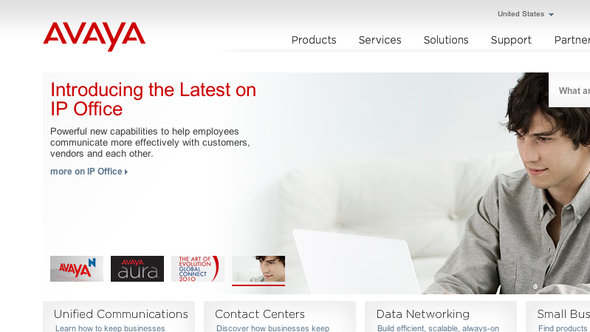 United States
AVAYA
Products Services Solutions Support Partner
Introducing the Latest on
IP Office
What a
Powerful new capabilities to help employees
communicate more effectively with customers,
vendors and each other.
more on IP Office
AVAYA N
AVAYA
aura
THE ART OF
EVOLUTION
GLOBAL
CONNECT
2010
Unified Communications Contact Centers Data Networking Small Bus
Learn how to keep businesses Discover how businesses keep Build efficient, scalable, always-on Find products